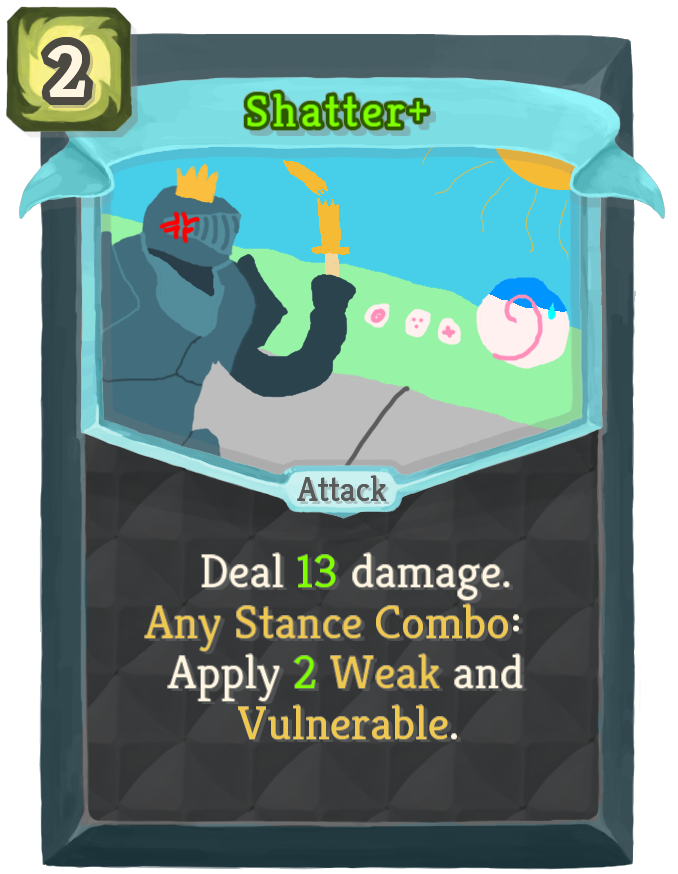 2
Shatter+
Attack
Deal 13 damage.
Any Stance Combo:
Apply 2 Weak and
Vulnerable.